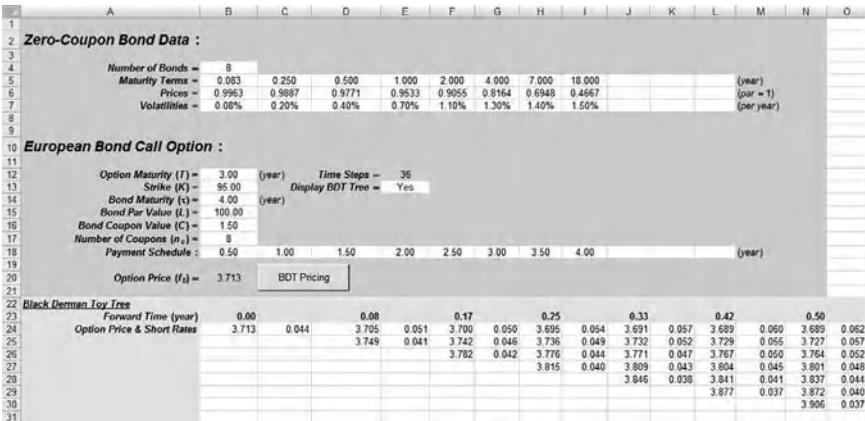 A B C D E F G H I J K L M N O
1
2 Zero-Coupon Bond Data :
3
4 Number of Bonds = 8
5 Maturity Terms = 0.083 0.250 0.500 1.000 2.000 4.000 7.000 18.000 (year)
6 Prices = 0.9963 0.9887 0.9771 0.9533 0.9055 0.8164 0.6948 0.4667 (par = 1)
7 Volatilities = 0.08% 0.20% 0.40% 0.70% 1.10% 1.30% 1.40% 1.50% (per year)
8
9
10 European Bond Call Option :
11
12 Option Maturity (T) = 3.00 (year) Time Steps = 36
13 Strike (K) = 95.00 Display BDT Tree = Yes
14 Bond Maturity (τ) = 4.00 (year)
15 Bond Par Value (L) = 100.00
16 Bond Coupon Value (C) = 1.50
17 Number of Coupons (nc) = 8
18 Payment Schedule : 0.50 1.00 1.50 2.00 2.50 3.00 3.50 4.00 (year)
19
20 Option Price (f0) = 3.713 BDT Pricing
21
22 Black Derman Toy Tree
23 Forward Time (year) 0.00 0.08 0.17 0.25 0.33 0.42 0.50
24 Option Price & Short Rates 3.713 0.044 3.705 0.051 3.700 0.050 3.695 0.054 3.691 0.057 3.689 0.060 3.689 0.062
25 3.749 0.041 3.742 0.046 3.736 0.049 3.732 0.052 3.729 0.055 3.727 0.057
26 3.782 0.042 3.776 0.044 3.771 0.047 3.767 0.050 3.764 0.052
27 3.815 0.040 3.809 0.043 3.804 0.045 3.801 0.048
28 3.846 0.038 3.841 0.041 3.837 0.044
29 3.877 0.037 3.872 0.040
30 3.906 0.037
31